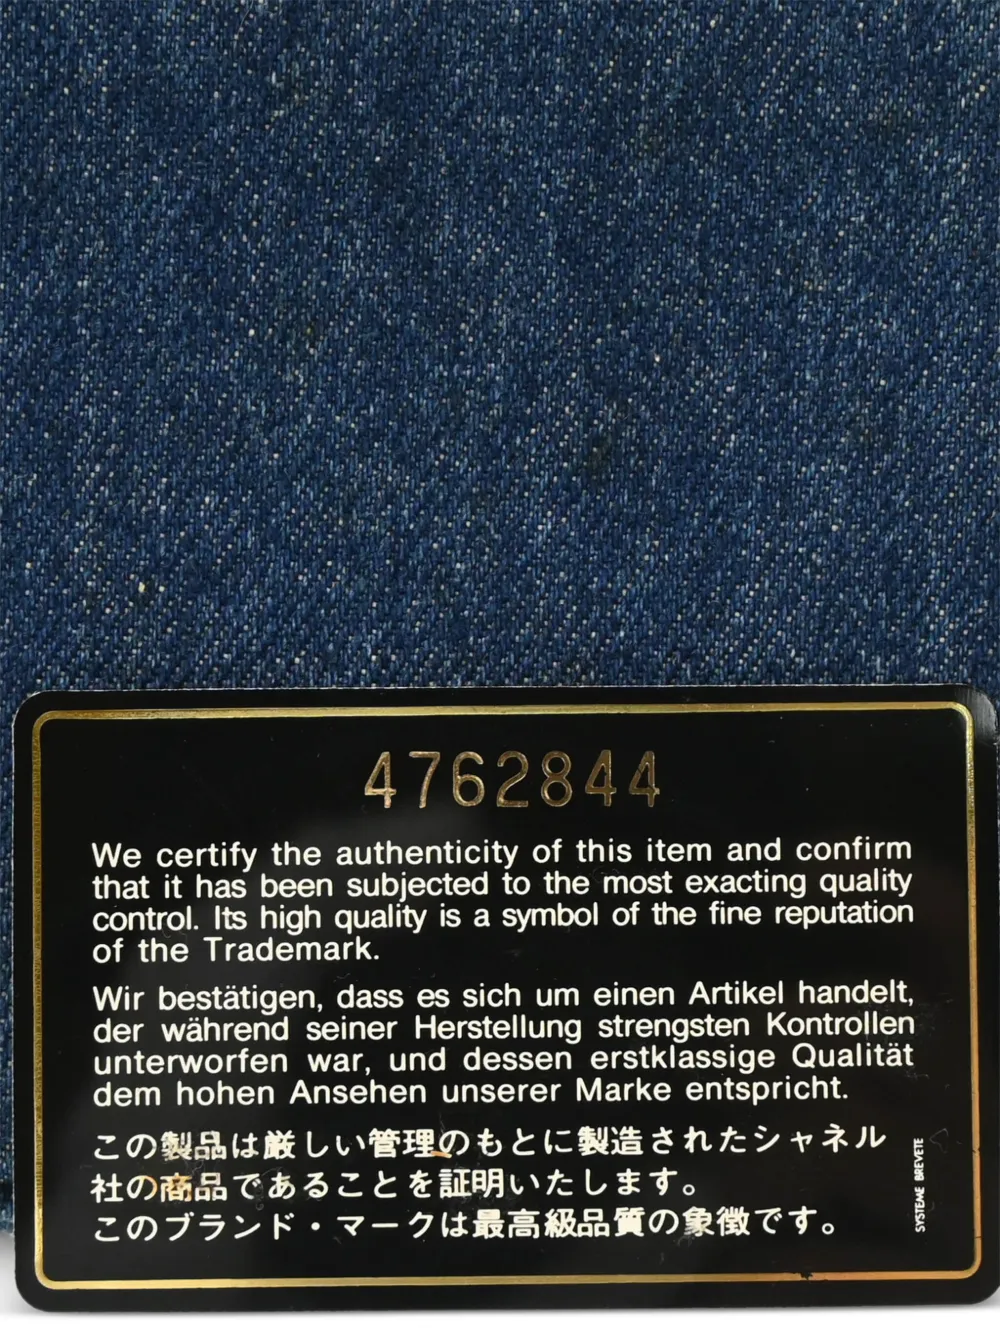 4762844
We certify the authenticity of this item and confirm
that it has been subjected to the most exacting quality
control. Its high quality is a symbol of the fine reputation
of the Trademark.
Wir bestätigen, dass es sich um einen Artikel handelt,
der während seiner Herstellung strengsten Kontrollen
unterworfen war, und dessen erstklassige Qualität
dem hohen Ansehen unserer Marke entspricht.
この製品は厳しい管理のもとに製造されたシャネル
社の商品であることを証明いたします。
このブランド・マークは最高級品質の象徴です。
SYSTEME BREVETE